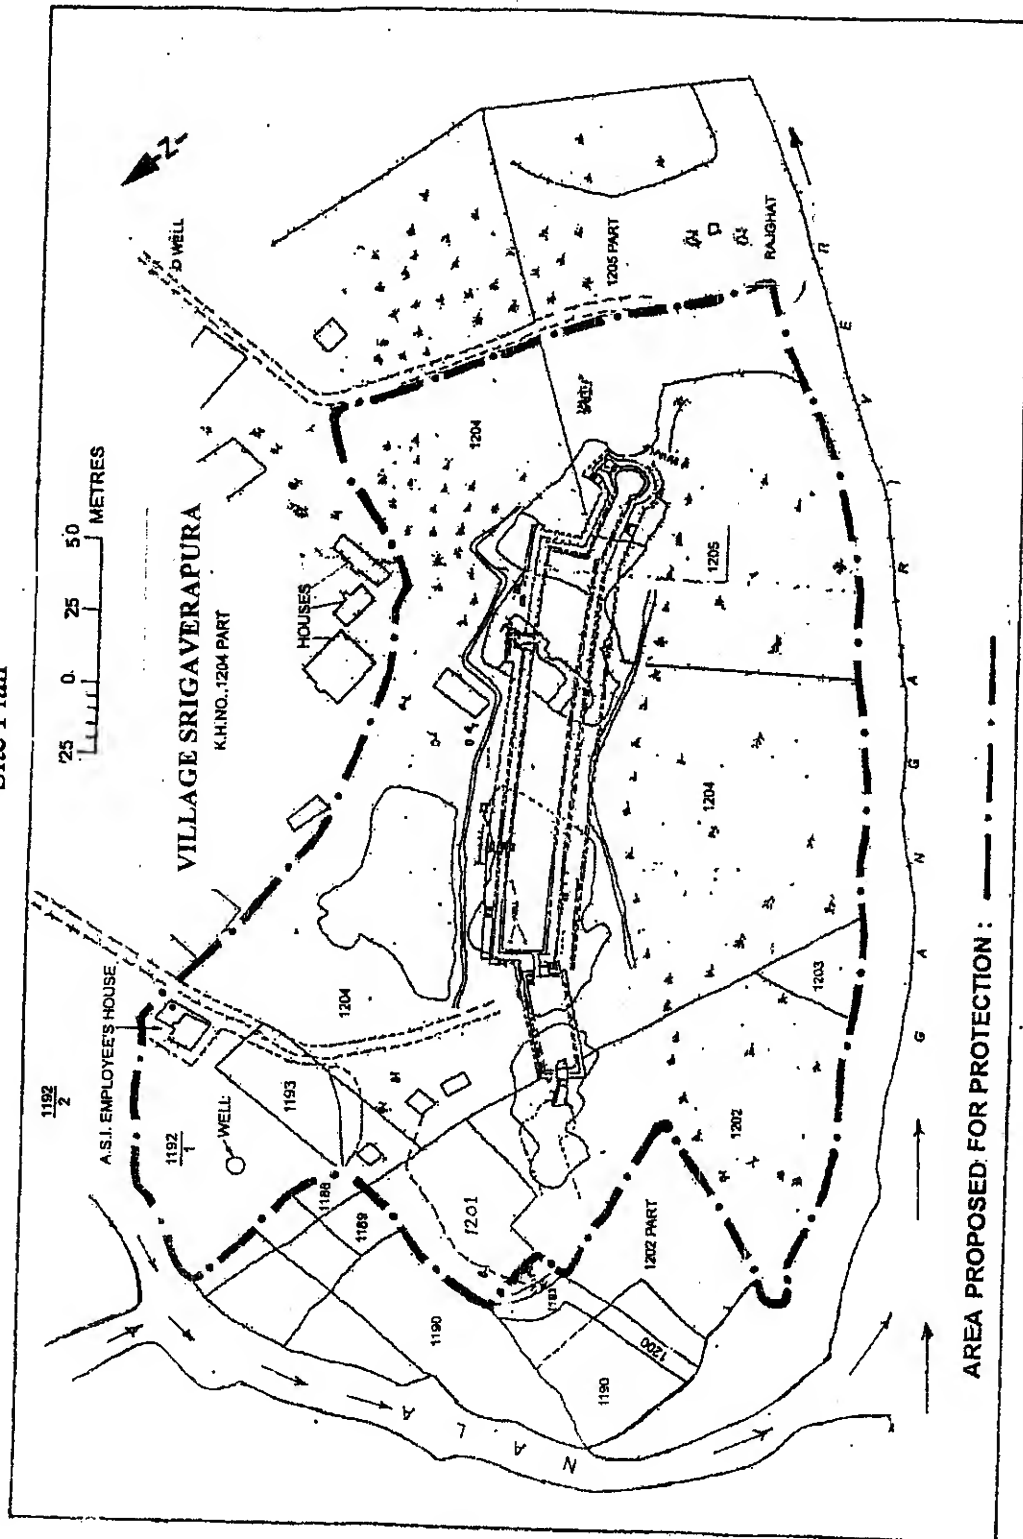 Site Plan
25 0 25 50
METRES
VILLAGE SRIGAVERAPURA
K.H.NO.,1204 PART
-Z-
WELL
HOUSES
A.S.I. EMPLOYEE'S HOUSE
1192
2
1192
1
WELL
1193
1204
1204
1205 PART
RAJGHAT
1205
1204
1203
1202
1202 PART
1201
1188
1189
1190
1190
1200
NALA
GAGNGARIVER
AREA PROPOSED FOR PROTECTION :